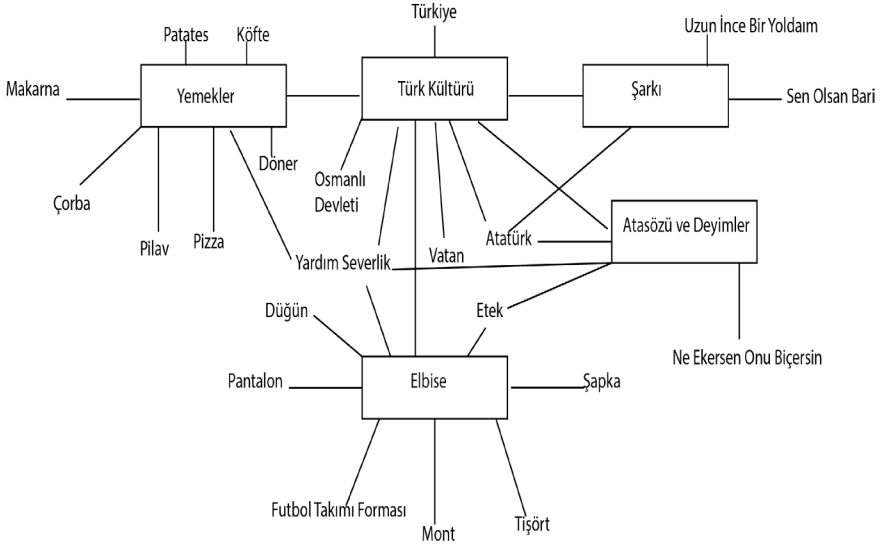 Türkiye
Uzun İnce Bir Yoldaım
Patates
Köfte
Makarna
Yemekler
Türk Kültürü
Şarkı
Sen Olsan Bari
Döner
Osmanlı
Devleti
Çorba
Pilav
Pizza
Yardım Severlik
Vatan
Atatürk
Atasözü ve Deyimler
Düğün
Etek
Ne Ekersen Onu Biçersin
Pantalon
Elbise
Şapka
Futbol Takımı Forması
Mont
Tişört